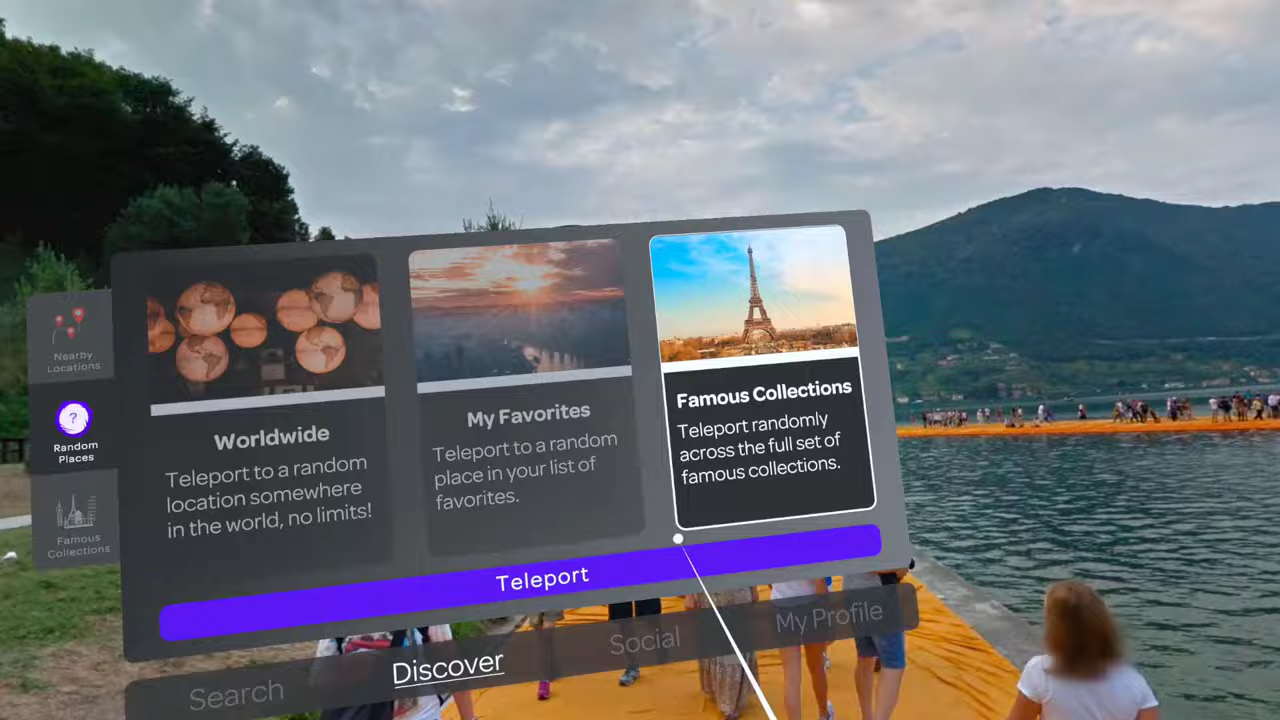 Nearby
Locations
Random
Places
Famous
Collections
Worldwide
Teleport to a random
location somewhere
in the world, no limits!
My Favorites
Teleport to a random
place in your list of
favorites.
Famous Collections
Teleport randomly
across the full set of
famous collections.
Teleport
Search
Discover
Social
My Profile